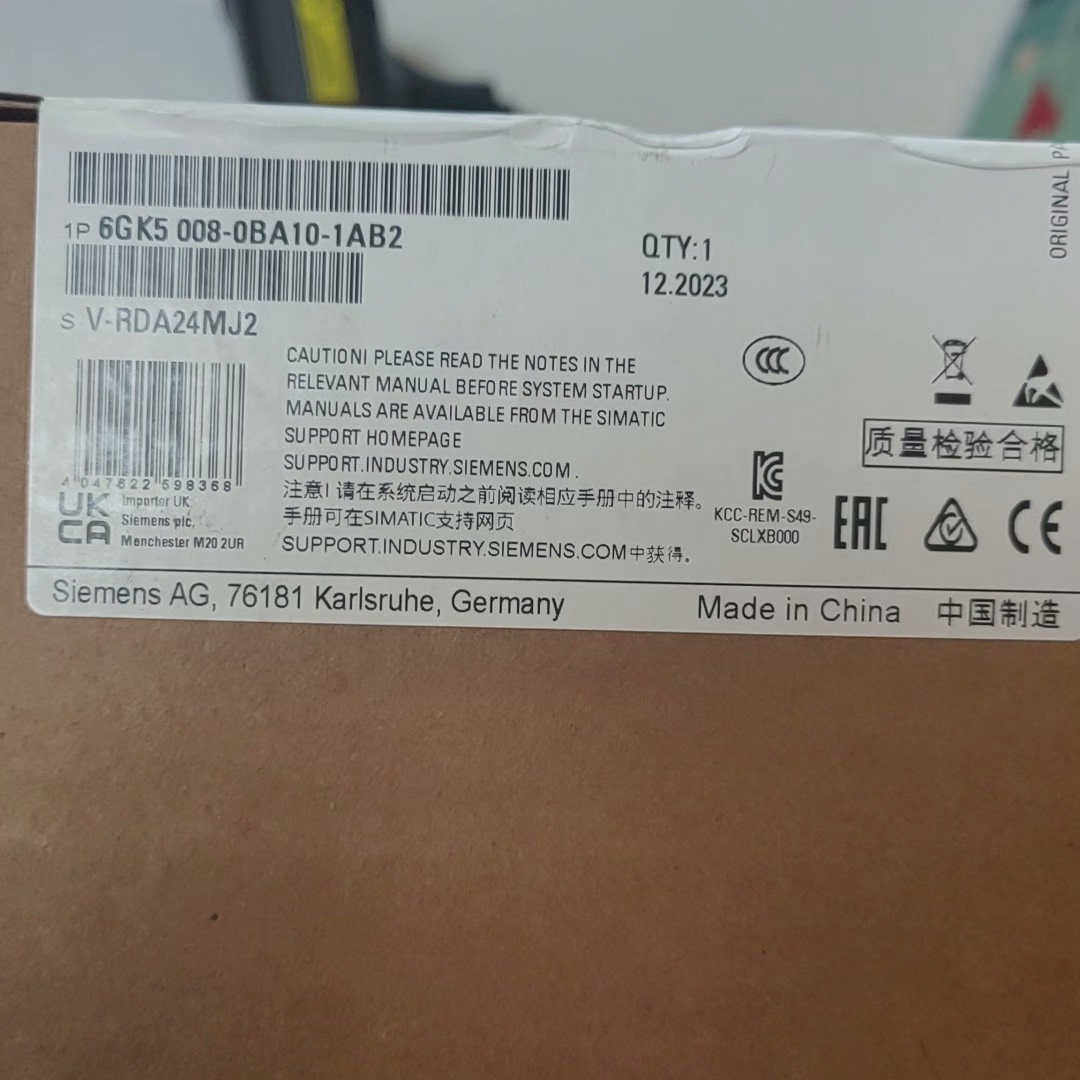 1P 6GK5 008-0BA10-1AB2
S V-RDA24MJ2
QTY:1
12.2023
ORIGINAL
CAUTION! PLEASE READ THE NOTES IN THE
RELEVANT MANUAL BEFORE SYSTEM STARTUP.
MANUALS ARE AVAILABLE FROM THE SIMATIC
SUPPORT HOMEPAGE
SUPPORT.INDUSTRY.SIEMENS.COM .
注意! 请在系统启动之前阅读相应手册中的注释。
手册可在SIMATIC支持网页
SUPPORT.INDUSTRY.SIEMENS.COM中获得。
4 047622 598368
UK
CA
Importer UK
Siemens plc,
Manchester M20 2UR
CCC
质量检验合格
KCC-REM-S49-
SCLXB000
EAC
CE
Siemens AG, 76181 Karlsruhe, Germany
Made in China 中国制造